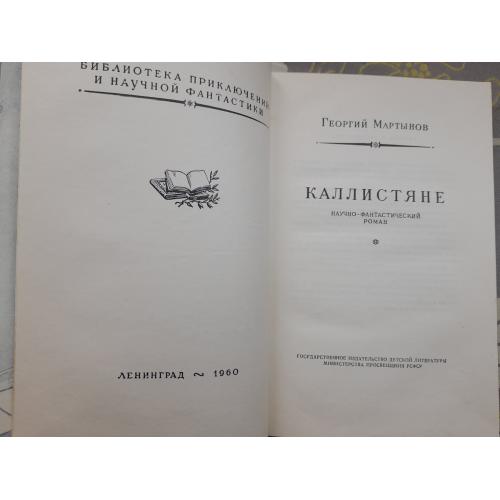 БИБЛИОТЕКА ПРИКЛЮЧЕНИЙ
И НАУЧНОЙ ФАНТАСТИКИ
ЛЕНИНГРАД ~ 1960
ГЕОРГИЙ МАРТЫНОВ
КАЛЛИСТЯНЕ
НАУЧНО-ФАНТАСТИЧЕСКИЙ
РОМАН
ГОСУДАРСТВЕННОЕ ИЗДАТЕЛЬСТВО ДЕТСКОЙ ЛИТЕРАТУРЫ
МИНИСТЕРСТВА ПРОСВЕЩЕНИЯ РСФСР